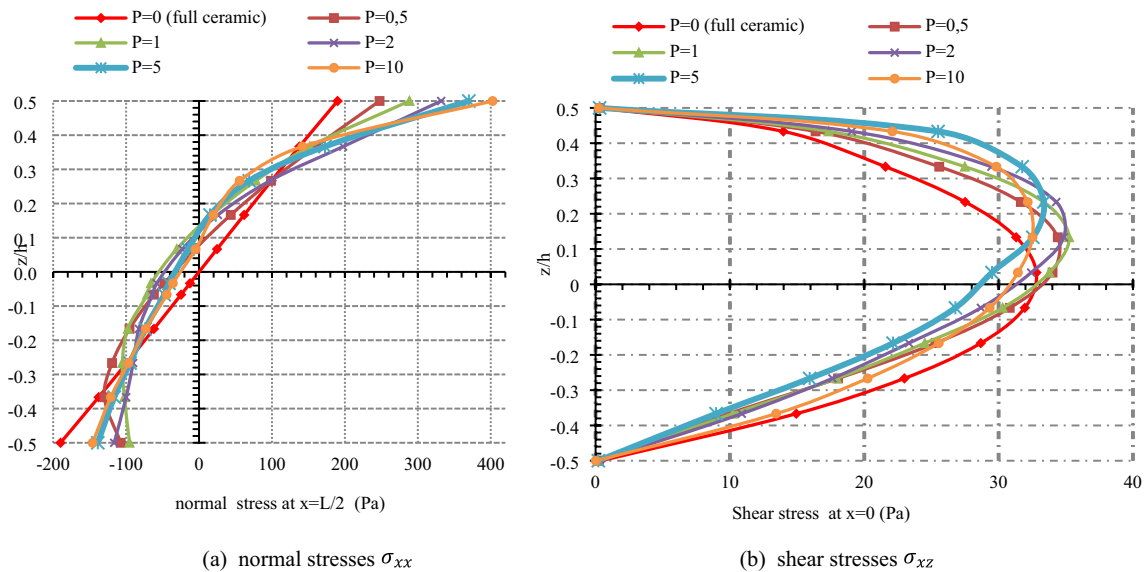 P=0 (full ceramic) P=0,5
P=1 P=2
P=5 P=10
0.5
0.4
0.3
0.2
0.1
0.0
-0.1
-0.2
-0.3
-0.4
-0.5
z/h
-200 -100 0 100 200 300 400
normal stress at x=L/2 (Pa)
(a) normal stresses σxx
P=0 (full ceramic) P=0,5
P=1 P=2
P=5 P=10
0.5
0.4
0.3
0.2
0.1
0
-0.1
-0.2
-0.3
-0.4
-0.5
z/h
0 10 20 30 40
Shear stress at x=0 (Pa)
(b) shear stresses σxz